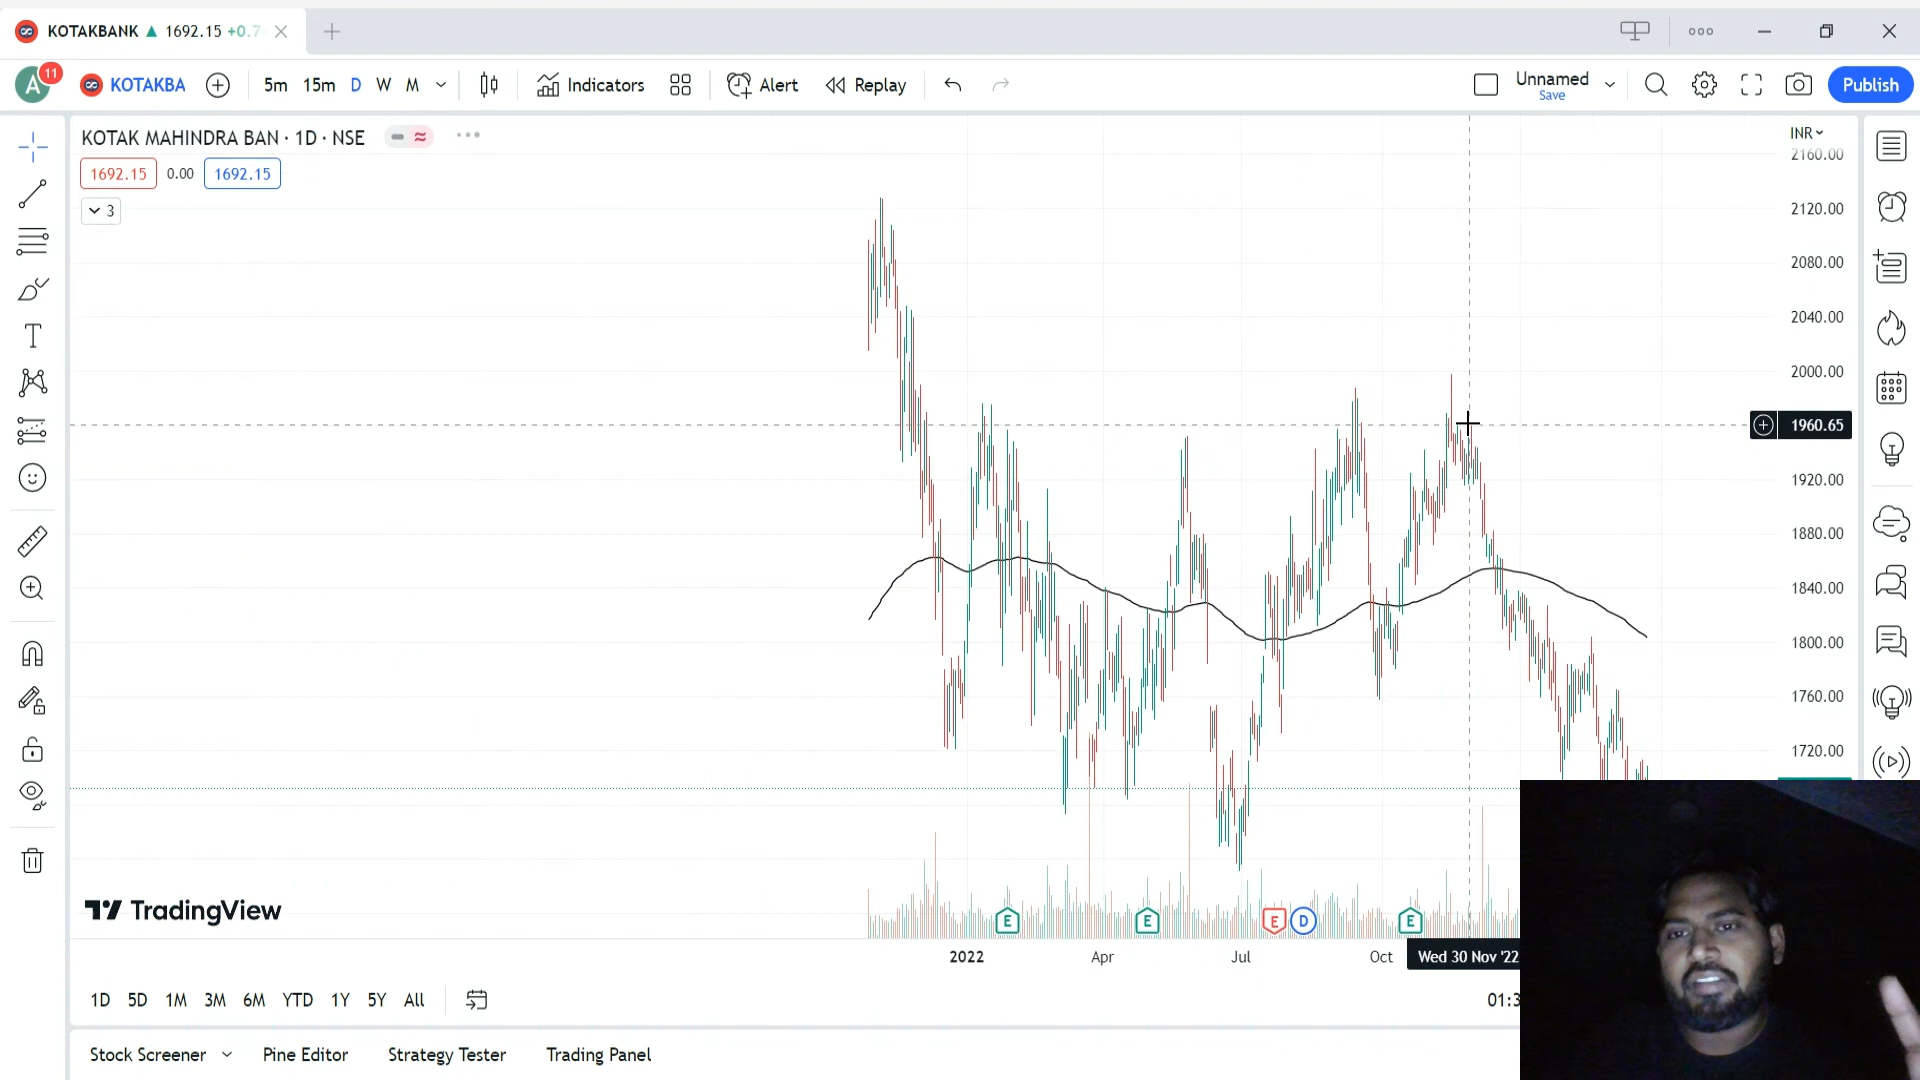 KOTAKBANK ▲ 1692.15 +0.7
A 11 KOTAKBA 5m 15m D W M Indicators Alert Replay Unnamed Save Publish
KOTAK MAHINDRA BAN · 1D · NSE
1692.15 0.00 1692.15
3
INR
2160.00
2120.00
2080.00
2040.00
2000.00
1960.65
1920.00
1880.00
1840.00
1800.00
1760.00
1720.00
TradingView
E E E D E
2022 Apr Jul Oct Wed 30 Nov '22
1D 5D 1M 3M 6M YTD 1Y 5Y All 01:3
Stock Screener Pine Editor Strategy Tester Trading Panel